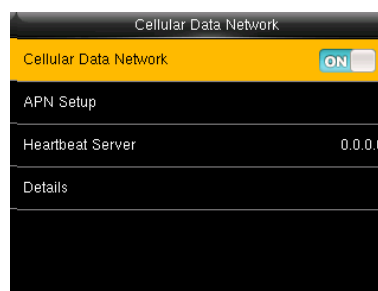 Cellular Data Network
Cellular Data Network ON
APN Setup
Heartbeat Server 0.0.0.
Details